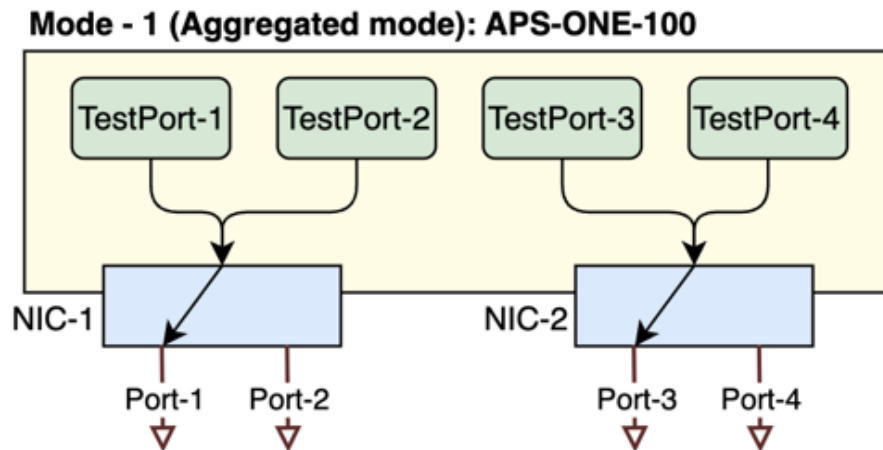 Mode - 1 (Aggregated mode): APS-ONE-100
TestPort-1 TestPort-2 TestPort-3 TestPort-4
NIC-1 NIC-2
Port-1 Port-2 Port-3 Port-4